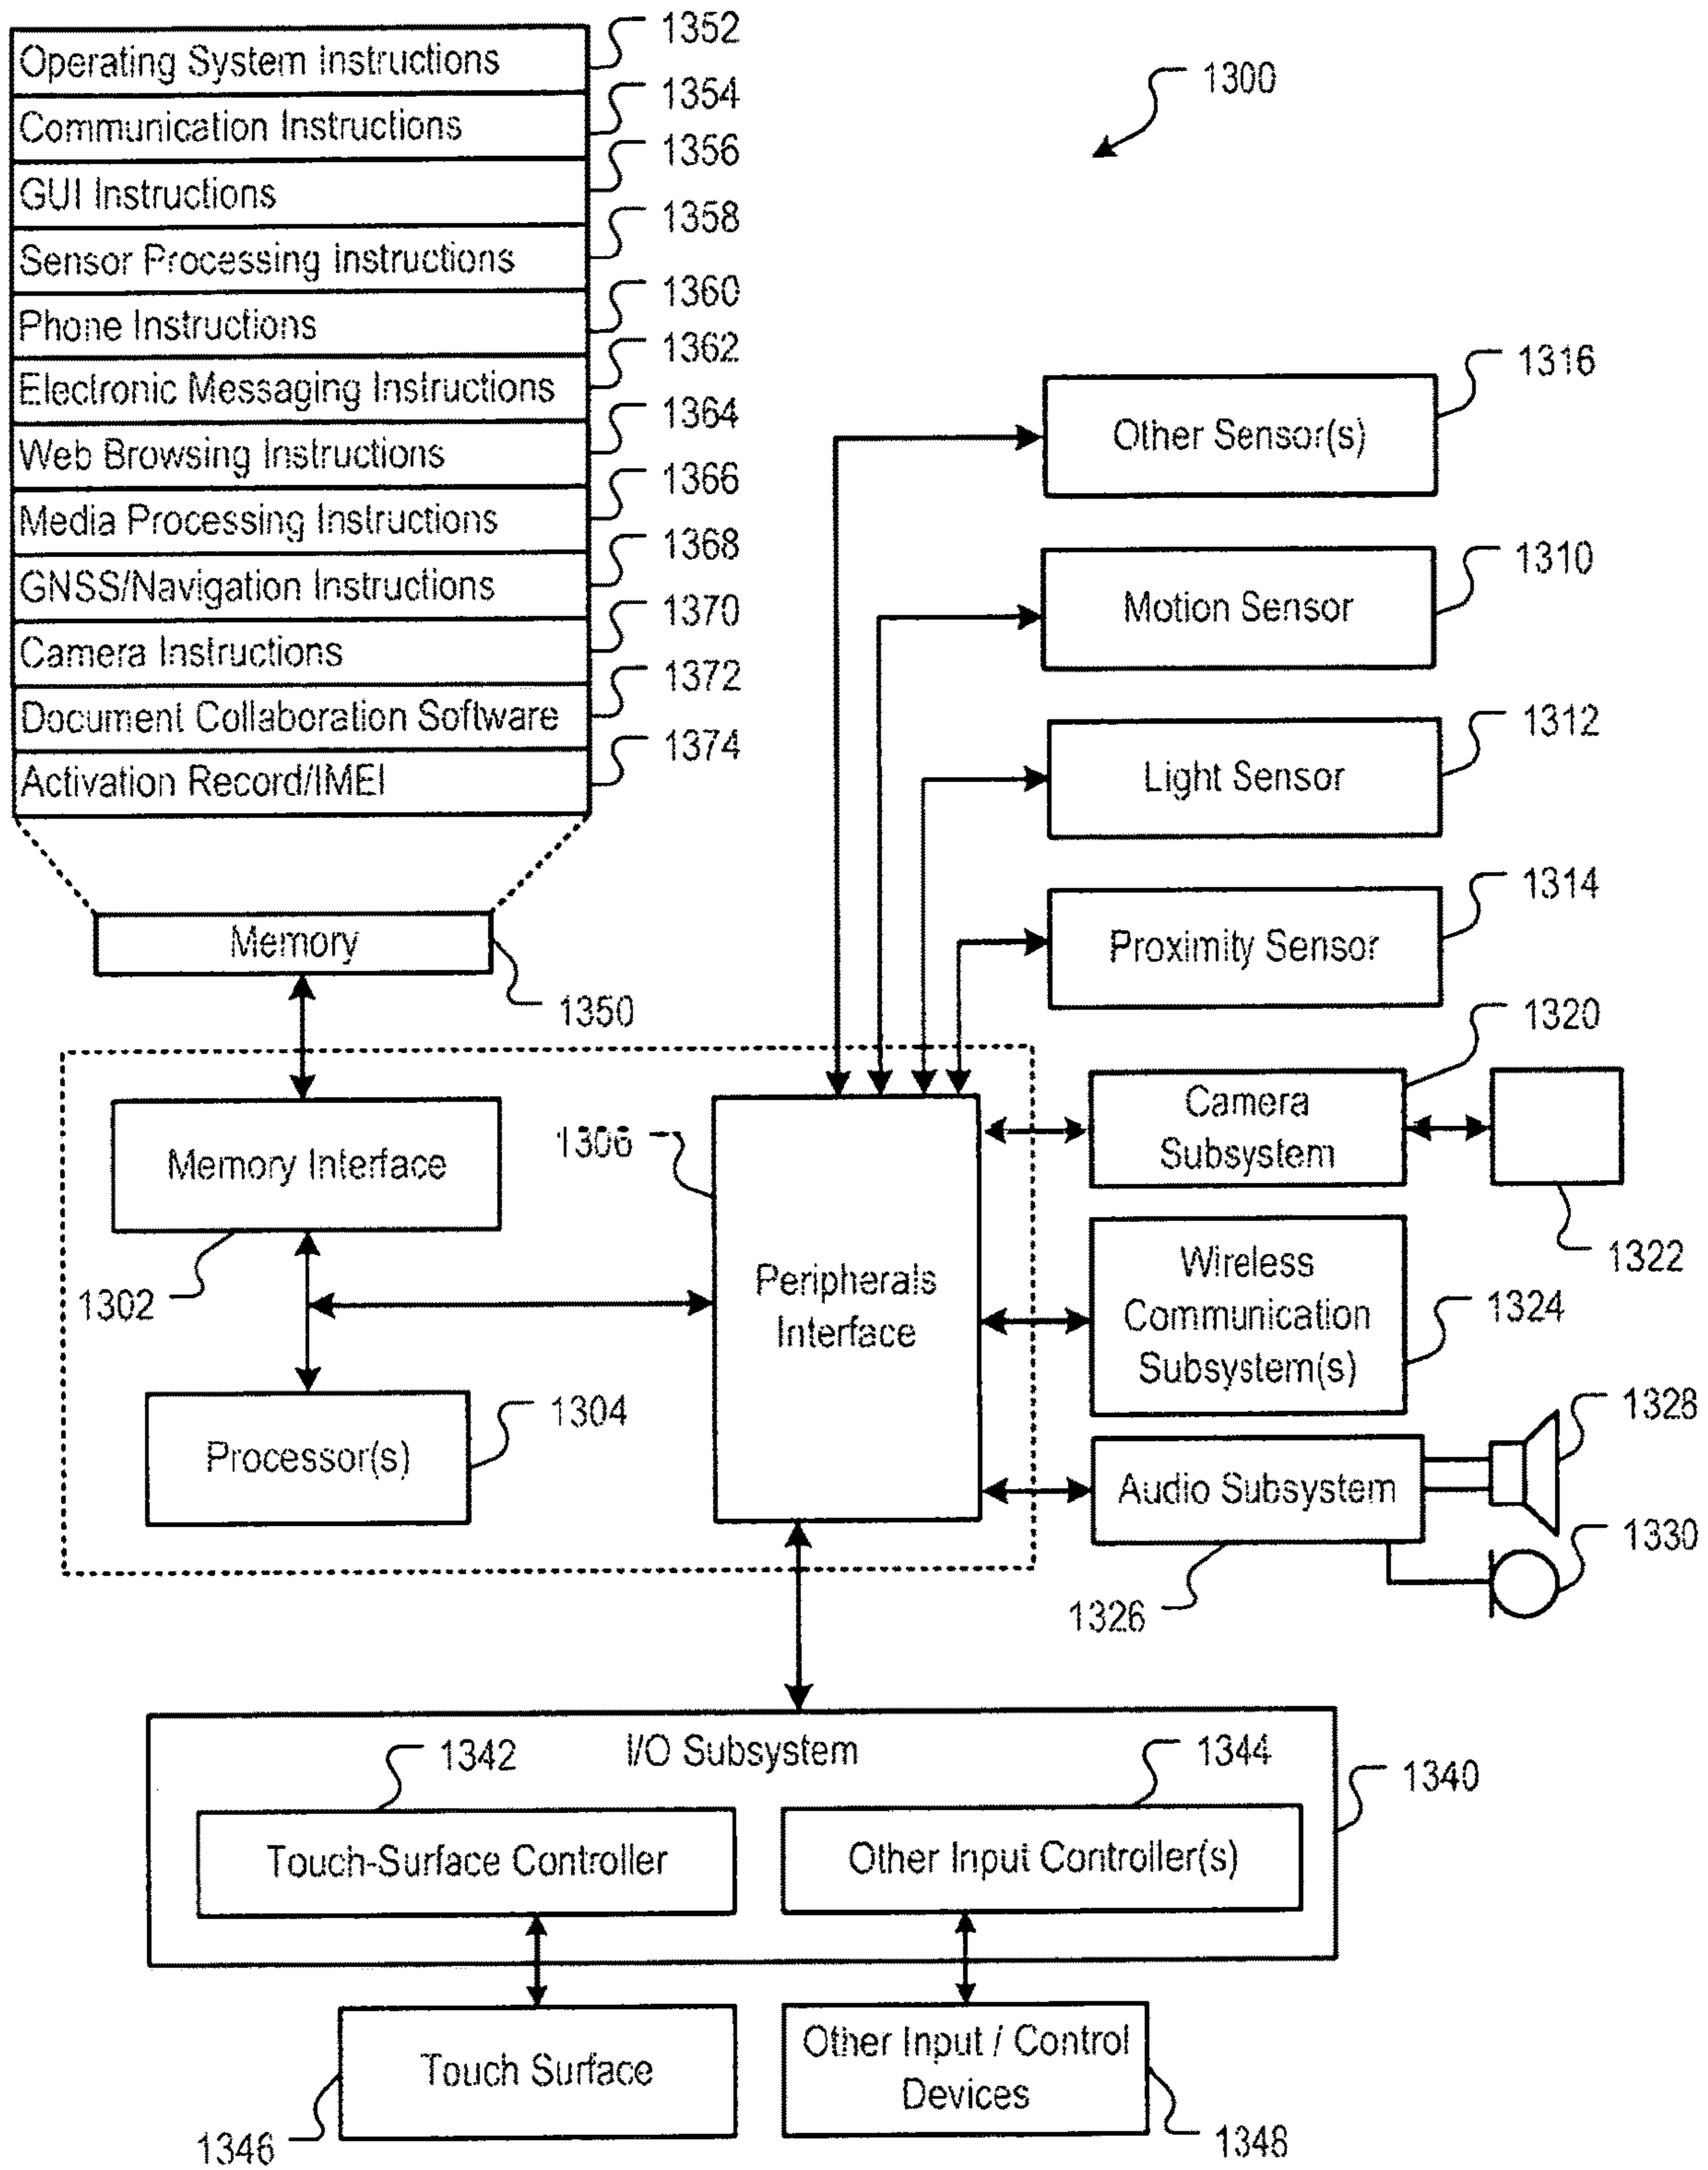 1352
Operating System Instructions
1354
Communication Instructions
1356
GUI Instructions
1358
Sensor Processing Instructions
1360
Phone Instructions
1362
Electronic Messaging Instructions
1364
Web Browsing Instructions
1366
Media Processing Instructions
1368
GNSS/Navigation Instructions
1370
Camera Instructions
1372
Document Collaboration Software
1374
Activation Record/IMEI
1300
Memory
1350
1316
Other Sensor(s)
1310
Motion Sensor
1312
Light Sensor
1314
Proximity Sensor
1320
Camera
Subsystem
1322
Memory Interface
1302
1306
Peripherals
Interface
Wireless
Communication
Subsystem(s)
1324
Processor(s)
1304
Audio Subsystem
1328
1330
1326
I/O Subsystem
1342
1344
1340
Touch-Surface Controller
Other Input Controller(s)
Touch Surface
1346
Other Input / Control
Devices
1348